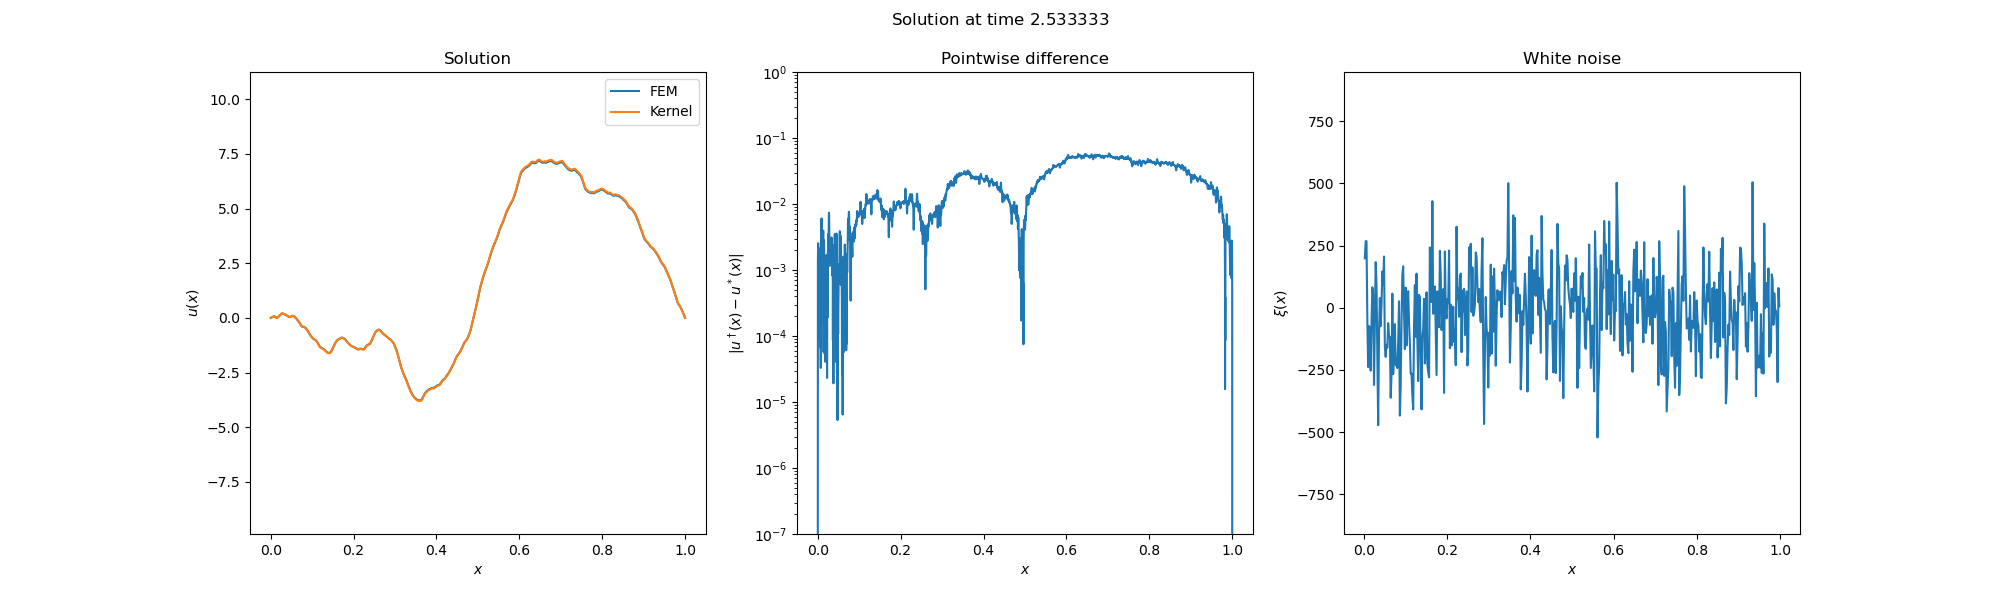 Solution at time 2.533333
Solution
10.0
7.5
5.0
2.5
0.0
−2.5
−5.0
−7.5
u(x)
0.0 0.2 0.4 0.6 0.8 1.0
x
FEM
Kernel
Pointwise difference
10⁰
10⁻¹
10⁻²
10⁻³
10⁻⁴
10⁻⁵
10⁻⁶
10⁻⁷
|u†(x) − u*(x)|
0.0 0.2 0.4 0.6 0.8 1.0
x
White noise
750
500
250
0
−250
−500
−750
ξ(x)
0.0 0.2 0.4 0.6 0.8 1.0
x